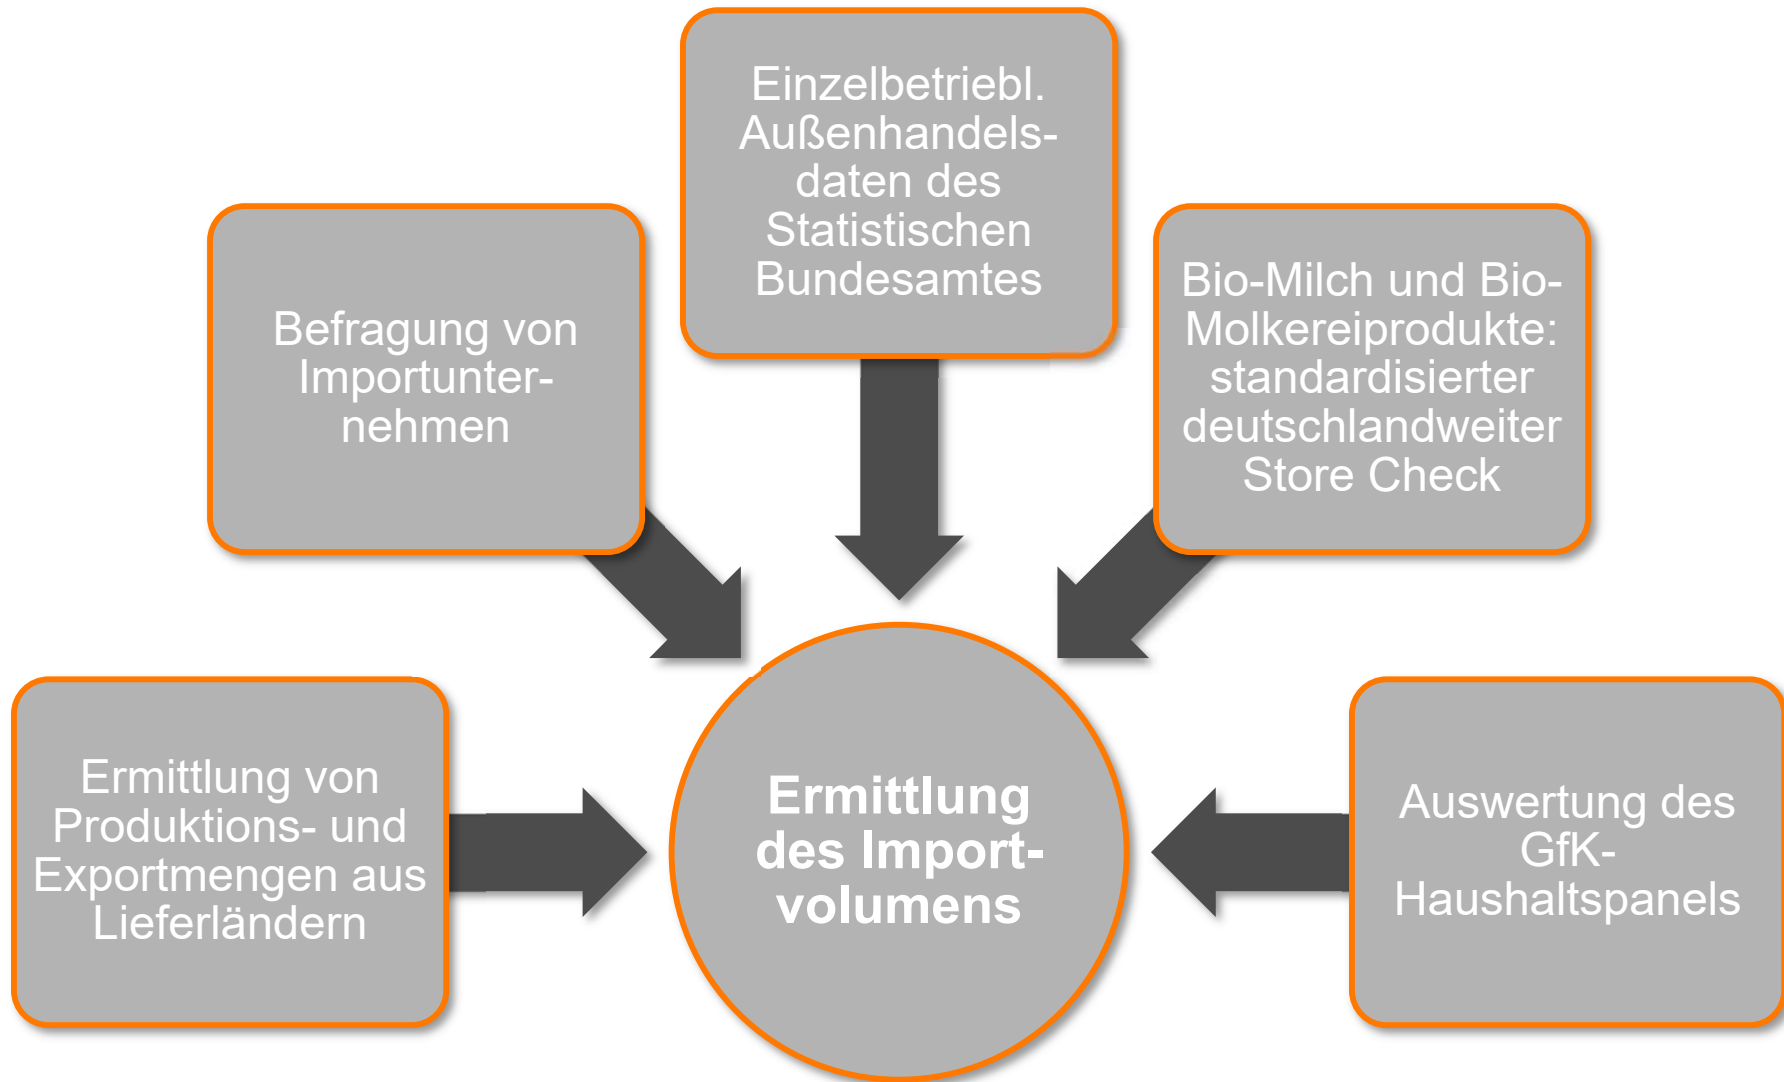 Einzelbetriebl.
Außenhandels-
daten des
Statistischen
Bundesamtes
Befragung von
Importunter-
nehmen
Bio-Milch und Bio-
Molkereiprodukte:
standardisierter
deutschlandweiter
Store Check
Ermittlung von
Produktions- und
Exportmengen aus
Lieferländern
Ermittlung
des Import-
volumens
Auswertung des
GfK-
Haushaltspanels